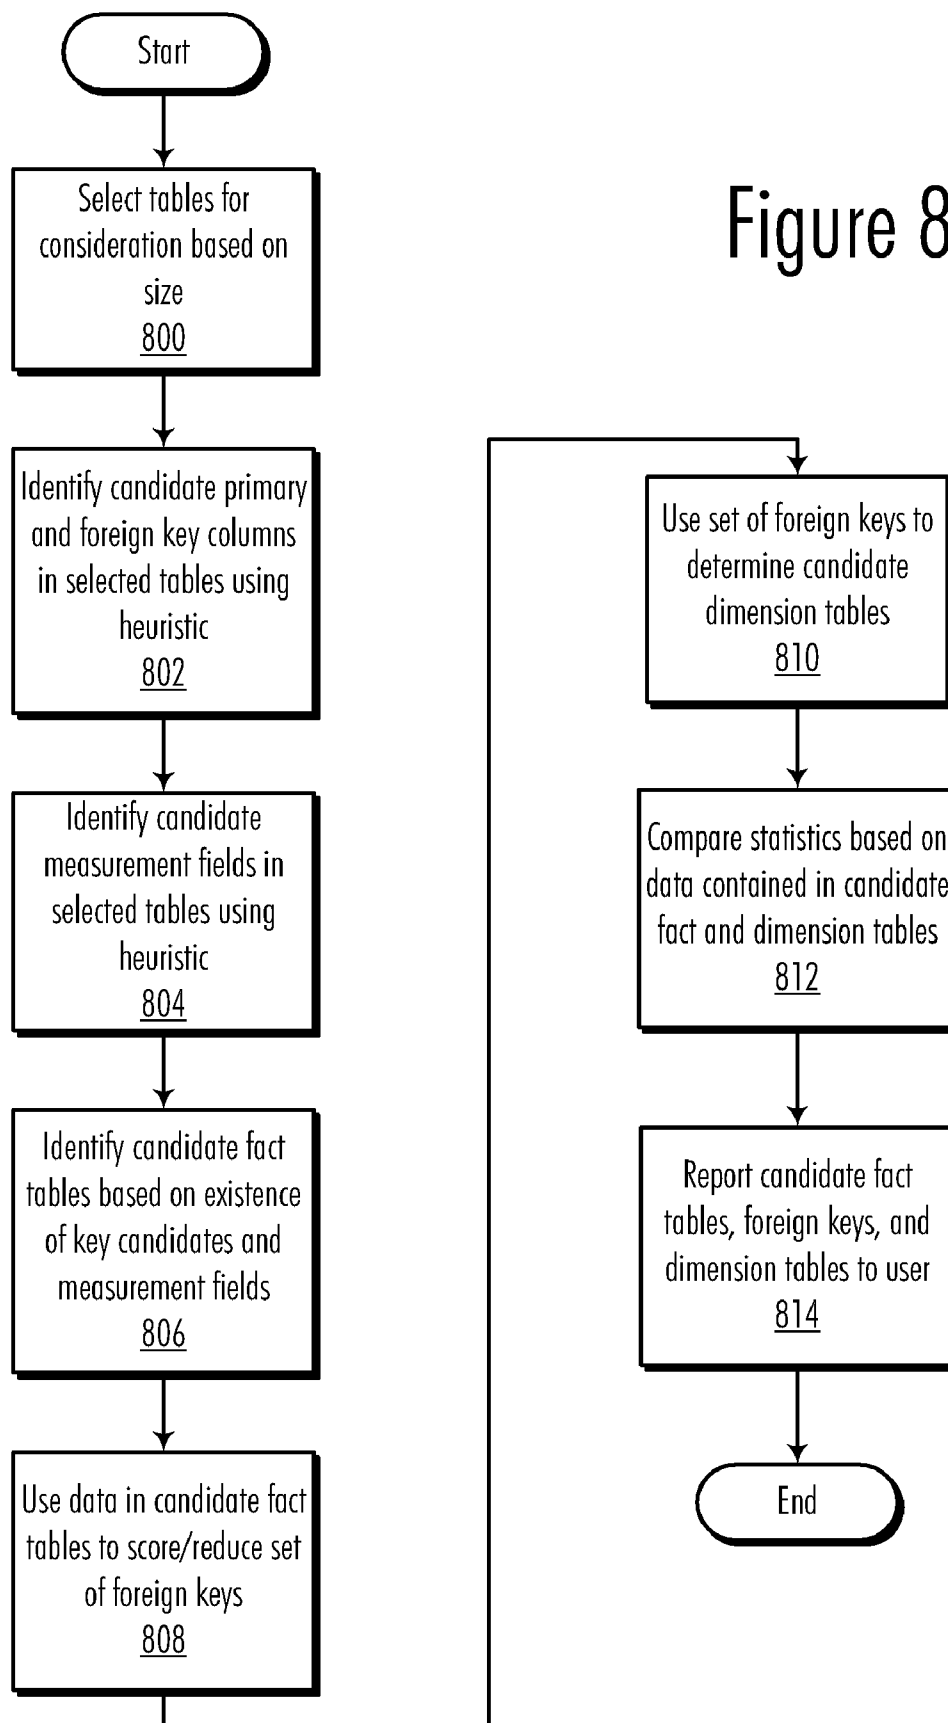 Start
Select tables for
consideration based on
size
800
Identify candidate primary
and foreign key columns
in selected tables using
heuristic
802
Identify candidate
measurement fields in
selected tables using
heuristic
804
Identify candidate fact
tables based on existence
of key candidates and
measurement fields
806
Use data in candidate fact
tables to score/reduce set
of foreign keys
808
Figure 8
Use set of foreign keys to
determine candidate
dimension tables
810
Compare statistics based on
data contained in candidate
fact and dimension tables
812
Report candidate fact
tables, foreign keys, and
dimension tables to user
814
End